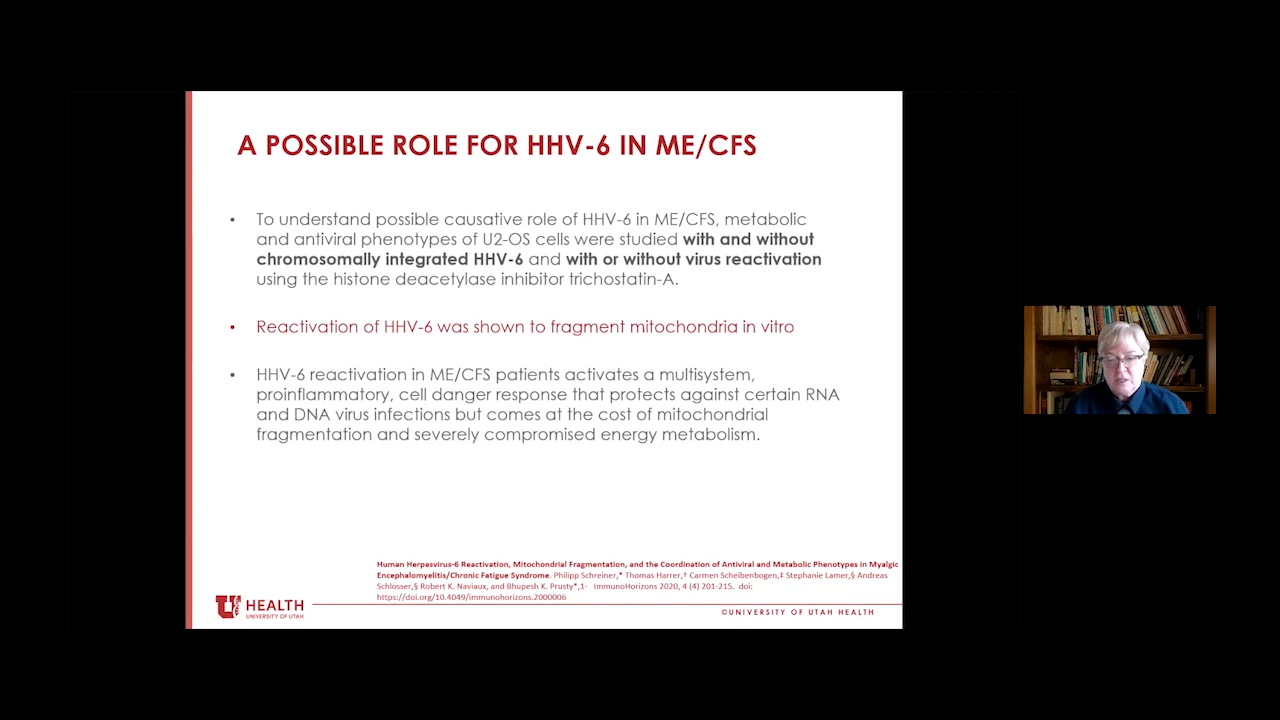 A POSSIBLE ROLE FOR HHV-6 IN ME/CFS
• To understand possible causative role of HHV-6 in ME/CFS, metabolic
and antiviral phenotypes of U2-OS cells were studied with and without
chromosomally integrated HHV-6 and with or without virus reactivation
using the histone deacetylase inhibitor trichostatin-A.
• Reactivation of HHV-6 was shown to fragment mitochondria in vitro
• HHV-6 reactivation in ME/CFS patients activates a multisystem,
proinflammatory, cell danger response that protects against certain RNA
and DNA virus infections but comes at the cost of mitochondrial
fragmentation and severely compromised energy metabolism.
Human Herpesvirus-6 Reactivation, Mitochondrial Fragmentation, and the Coordination of Antiviral and Metabolic Phenotypes in Myalgic
Encephalomyelitis/Chronic Fatigue Syndrome. Philipp Schreiner,* Thomas Harrer,† Carmen Scheibenbogen,‡ Stephanie Lamer,§ Andreas
Schlosser,§ Robert K. Naviaux, and Bhupesh K. Prusty*,1- ImmunoHorizons 2020, 4 (4) 201-215. doi:
https://doi.org/10.4049/immunohorizons.2000006
U HEALTH
UNIVERSITY OF UTAH
©UNIVERSITY OF UTAH HEALTH